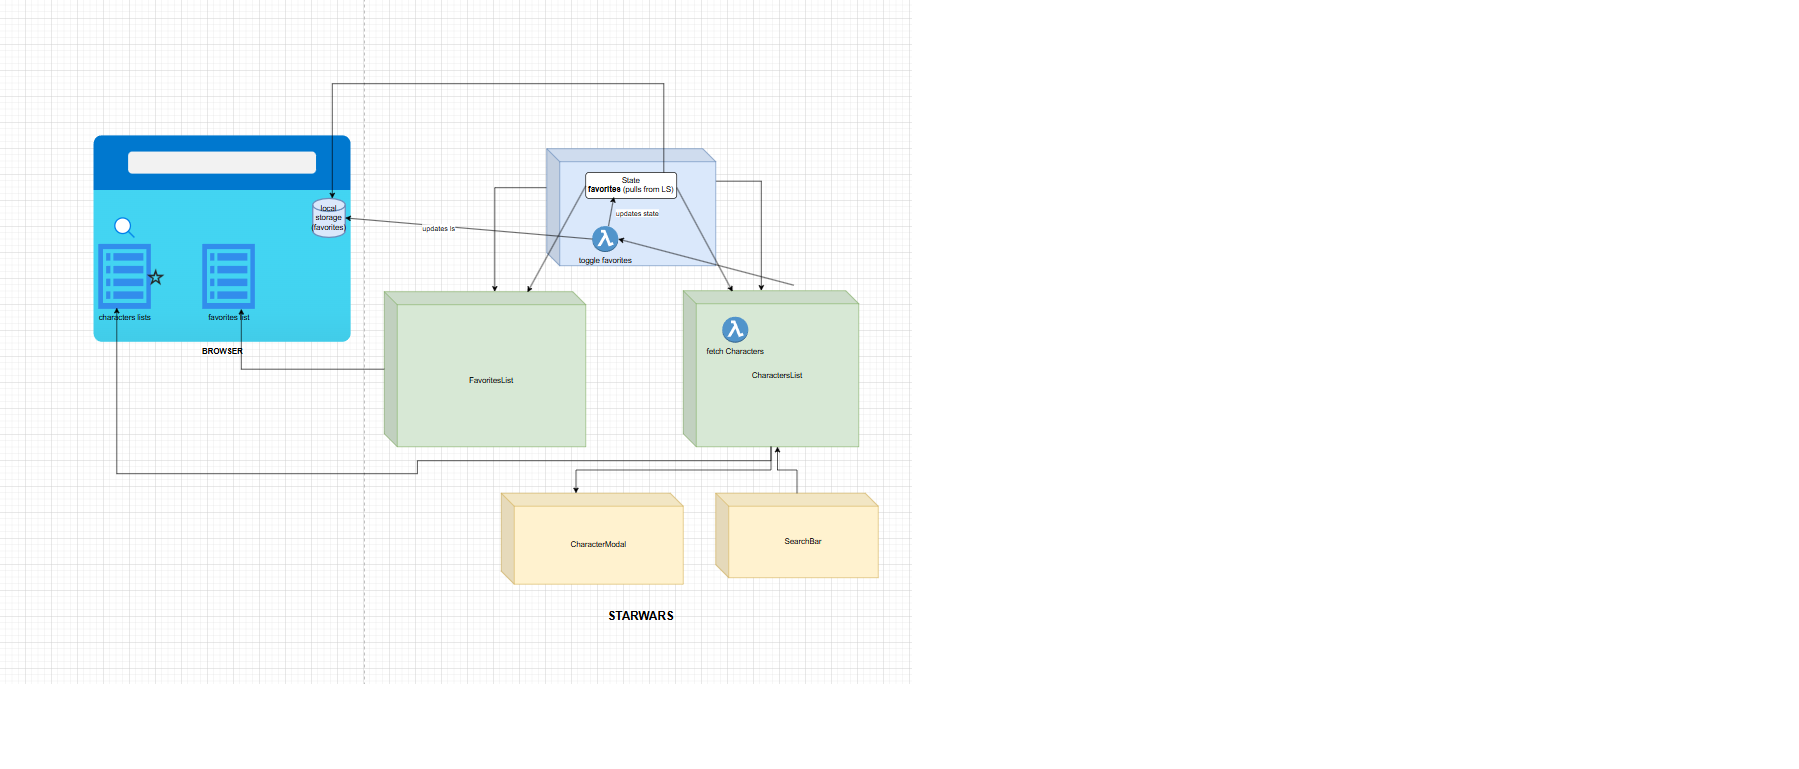 State
favorites (pulls from LS)
updates state
toggle favorites
updates ls
local
storage
(favorites)
characters lists
favorites list
BROWSER
FavoritesList
fetch Characters
CharactersList
CharacterModal
SearchBar
STARWARS